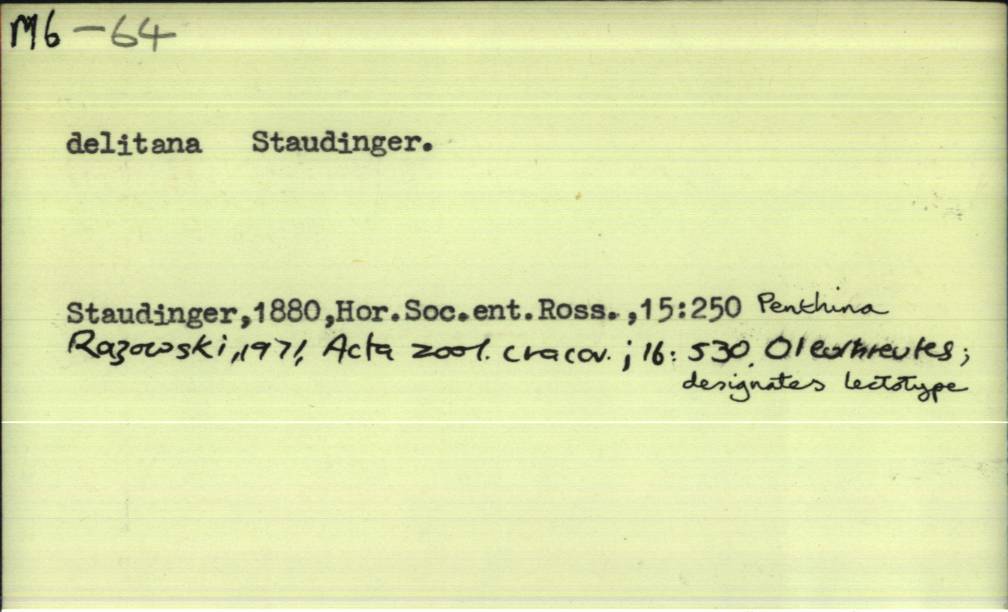 M6 - 64
delitana Staudinger.
Staudinger,1880,Hor.Soc.ent.Ross.,15:250 Penthina
Razowski, 1971, Acta zool. cracov. ; 16: 530. Olethreutes;
designates lectotype